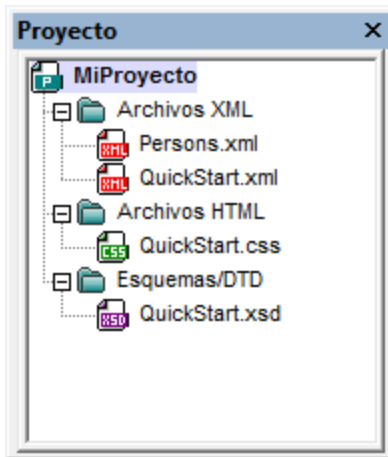 Proyecto
P MiProyecto
Archivos XML
XML Persons.xml
XML QuickStart.xml
Archivos HTML
CSS QuickStart.css
Esquemas/DTD
XSD QuickStart.xsd